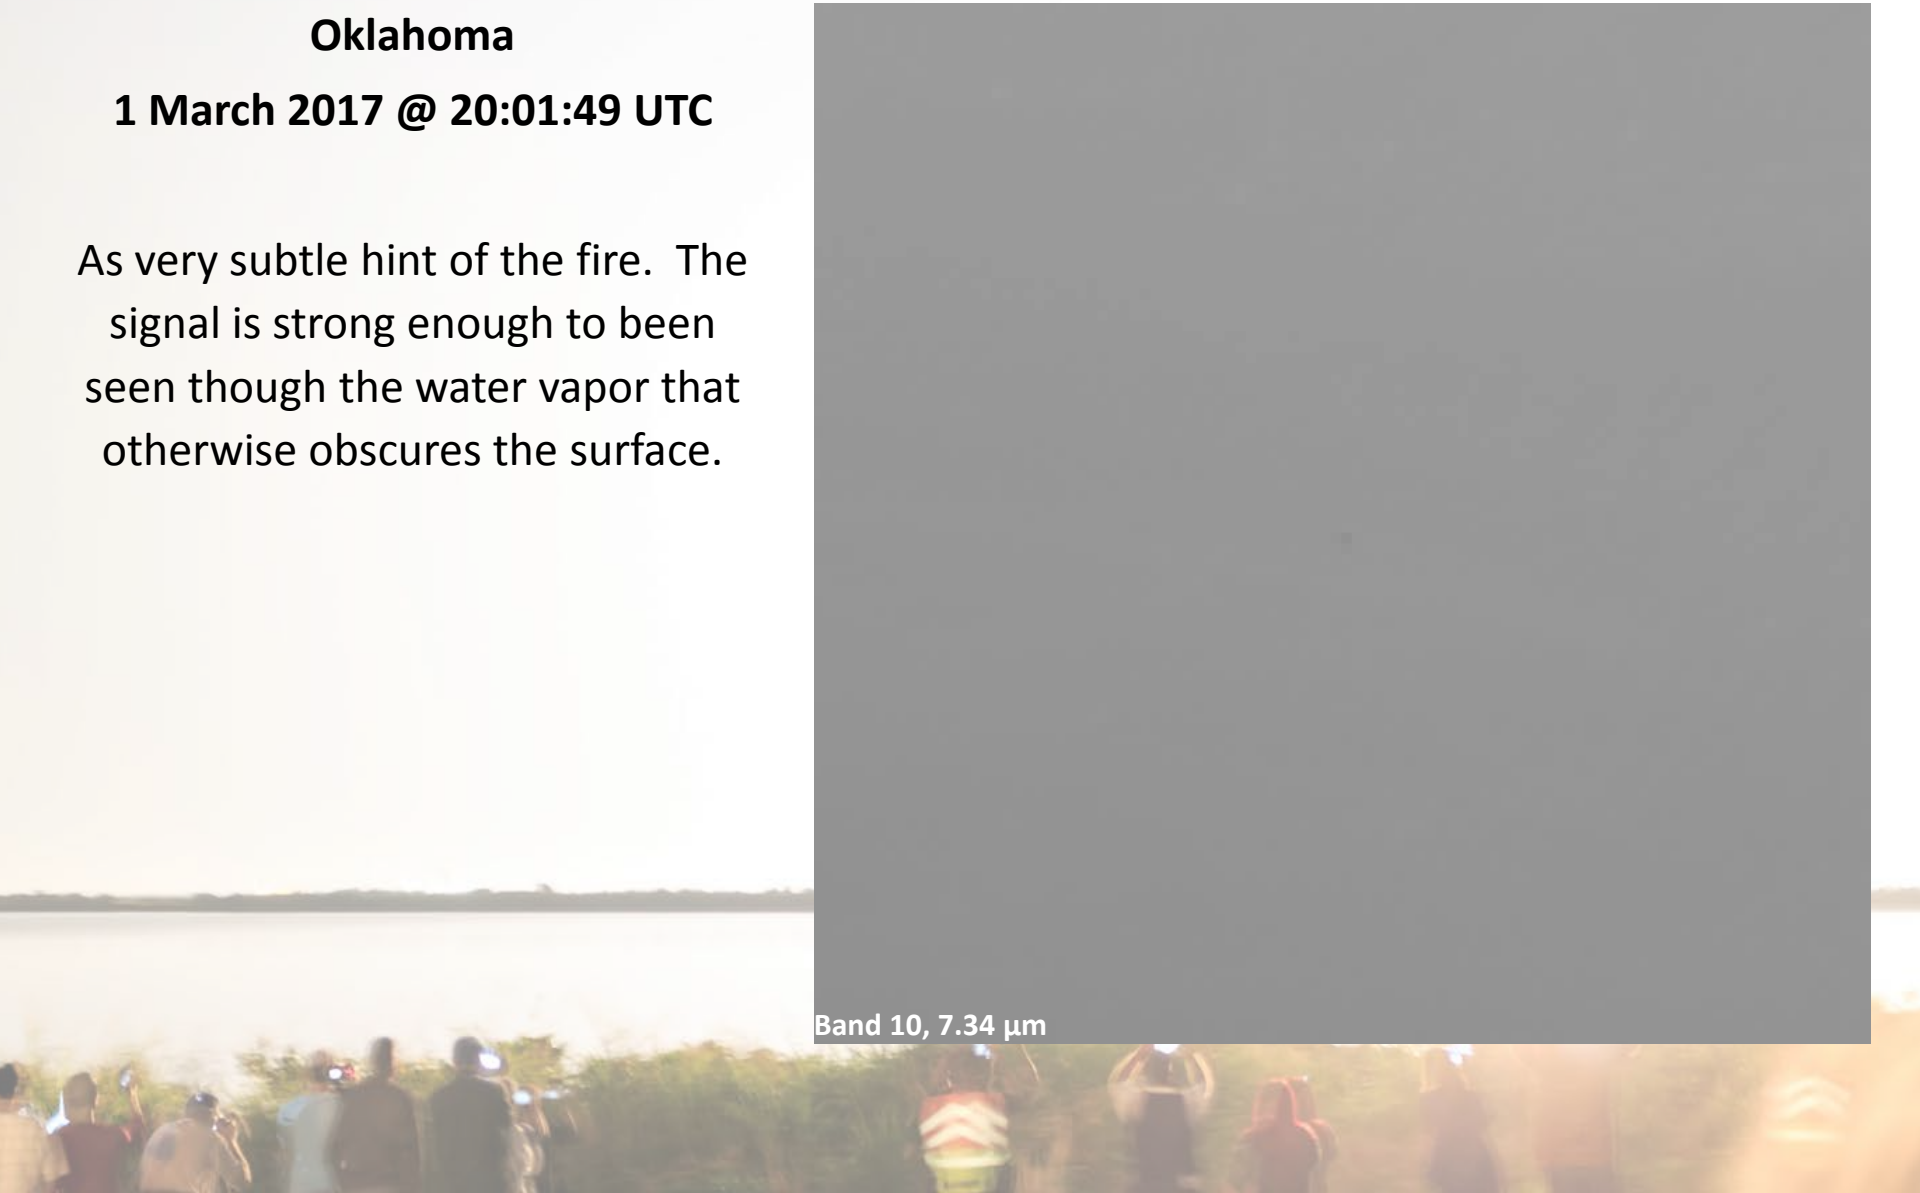 Oklahoma
1 March 2017 @ 20:01:49 UTC
As very subtle hint of the fire.  The
signal is strong enough to been
seen though the water vapor that
otherwise obscures the surface.
Band 10, 7.34 µm